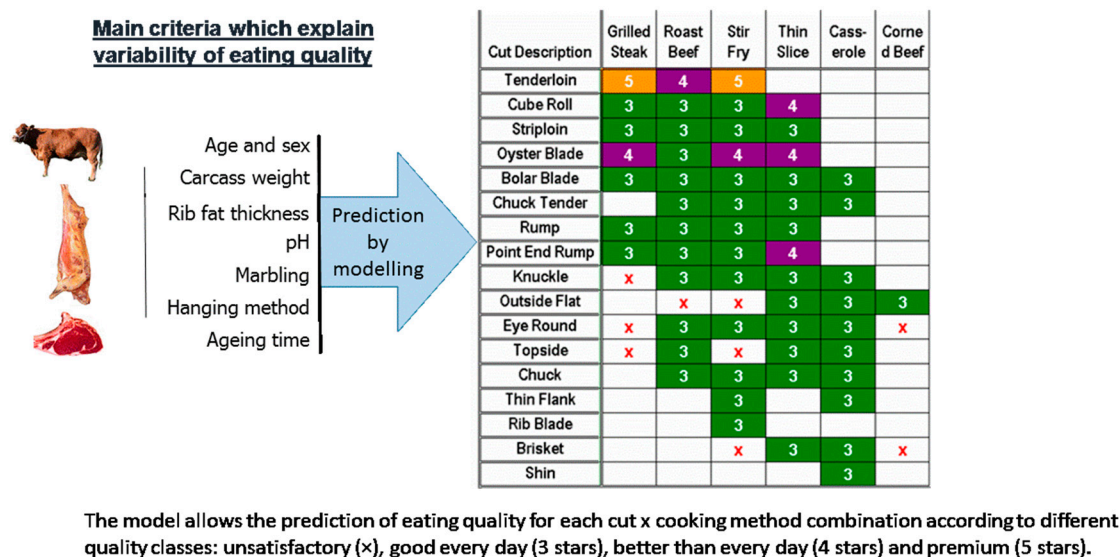 Main criteria which explain
variability of eating quality
Age and sex
Carcass weight
Rib fat thickness
pH
Marbling
Hanging method
Ageing time
Prediction
by
modelling
Cut Description Grilled Steak Roast Beef Stir Fry Thin Slice Cass-erole Corne d Beef
Tenderloin 5 4 5
Cube Roll 3 3 3 4
Striploin 3 3 3 3
Oyster Blade 4 3 4 4
Bolar Blade 3 3 3 3 3
Chuck Tender 3 3 3 3
Rump 3 3 3 3
Point End Rump 3 3 3 4
Knuckle x 3 3 3 3
Outside Flat x x 3 3 3
Eye Round x 3 3 3 3 x
Topside x 3 x 3 3
Chuck 3 3 3 3
Thin Flank 3 3
Rib Blade 3
Brisket x 3 3 x
Shin 3
The model allows the prediction of eating quality for each cut x cooking method combination according to different
quality classes: unsatisfactory (×), good every day (3 stars), better than every day (4 stars) and premium (5 stars).